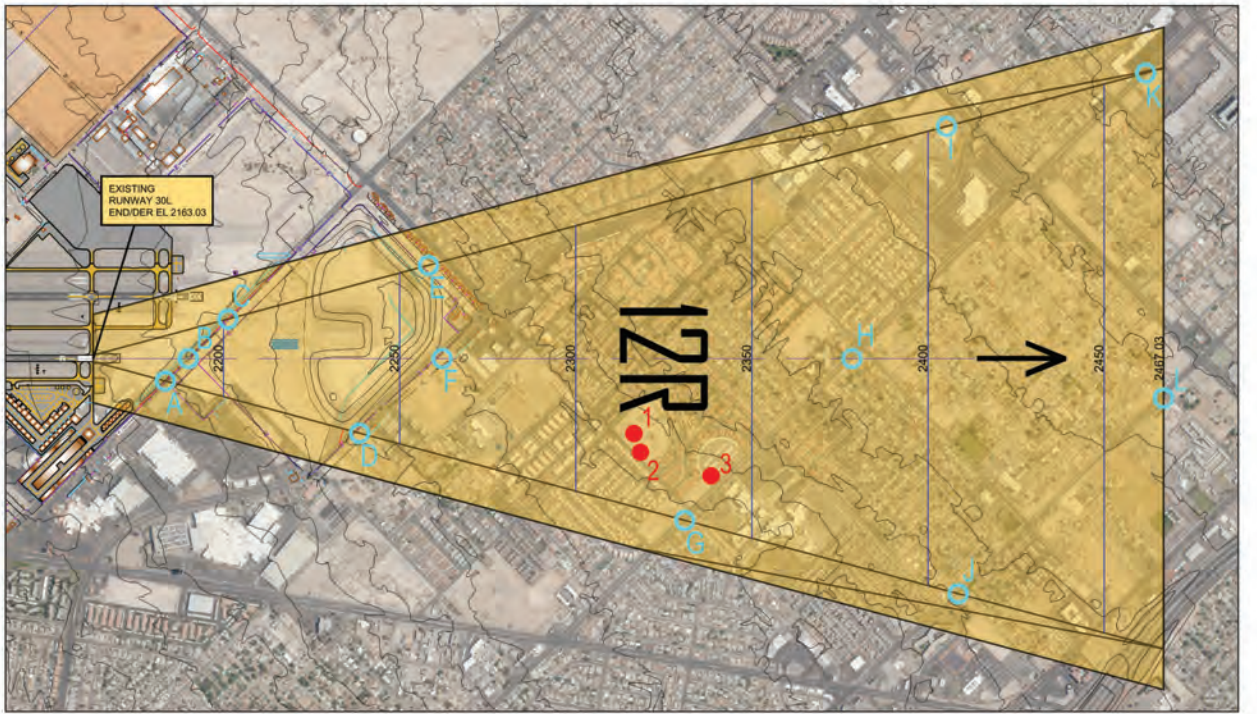 EXISTING
RUNWAY 30L
END/DER EL 2163.03
K
I
C
E
B
2200
2250
F
2300
12R
2350
H
2400
2450
2467.03
L
A
D
1
2
3
G
J